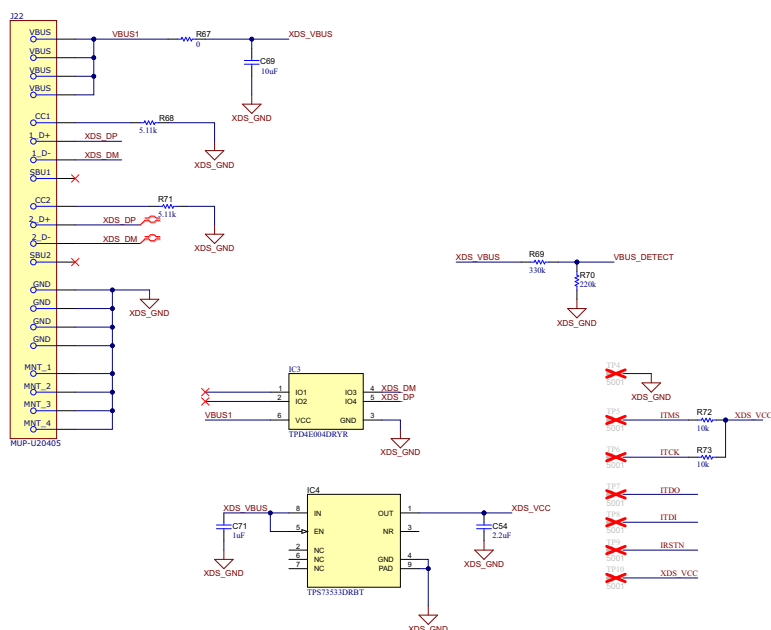 J22
VBUS
VBUS
VBUS
VBUS
CC1
1_D+
1_D-
SBU1
CC2
2_D+
2_D-
SBU2
GND
GND
GND
GND
MNT_1
MNT_2
MNT_3
MNT_4
MUP-U20405
VBUS1
R67
0
XDS_VBUS
C69
10uF
XDS_GND
R68
5.11k
XDS_GND
XDS_DP
XDS_DM
R71
5.11k
XDS_GND
XDS_DP
XDS_DM
XDS_GND
XDS_VBUS
R69
330k
VBUS_DETECT
R70
220k
XDS_GND
IC3
1 IO1 IO3 4 XDS_DM
2 IO2 IO4 5 XDS_DP
VBUS1 6 VCC GND 3
TPD4E004DRYR
XDS_GND
IC4
XDS_VBUS 8 IN OUT 1 XDS_VCC
5 EN NR 3
2 NC
6 NC GND 4
7 NC PAD 9
TPS73533DRBT
C71
1uF
XDS_GND
C54
2.2uF
XDS_GND
XDS_GND
TP4
5001
XDS_GND
TP5
5001
ITMS
R72
10k
XDS_VCC
TP6
5001
ITCK
R73
10k
TP7
5001
ITDO
TP8
5001
ITDI
TP9
5001
IRSTN
TP10
5001
XDS_VCC